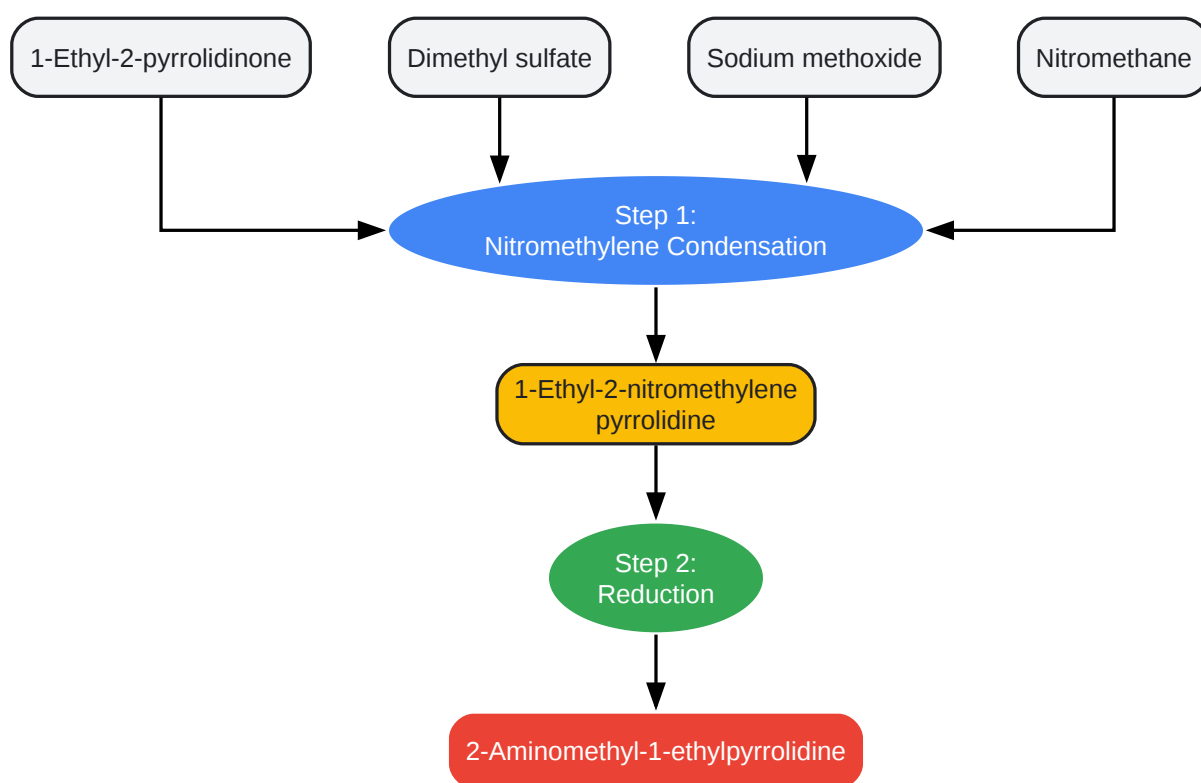 1-Ethyl-2-pyrrolidinone
Dimethyl sulfate
Sodium methoxide
Nitromethane
Step 1:
Nitromethylene Condensation
1-Ethyl-2-nitromethylene
pyrrolidine
Step 2:
Reduction
2-Aminomethyl-1-ethylpyrrolidine